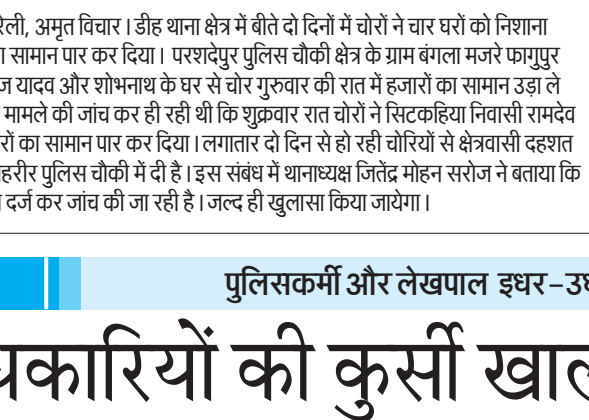 रेली, अमृत विचार। डीह थाना क्षेत्र में बीते दो दिनों में चोरों ने चार घरों को निशाना
सामान पार कर दिया। परशदेपुर पुलिस चौकी क्षेत्र के ग्राम बंगला मजरे फागुपुर
ज यादव और शोभनाथ के घर से चोर गुरुवार की रात में हजारों का सामान उड़ा ले
मामले की जांच कर ही रही थी कि शुक्रवार रात चोरों ने सिटकहिया निवासी रामदेव
रों का सामान पार कर दिया। लगातार दो दिन से हो रही चोरियों से क्षेत्रवासी दहशत
हरीर पुलिस चौकी में दी है। इस संबंध में थानाध्यक्ष जितेंद्र मोहन सरोज ने बताया कि
दर्ज कर जांच की जा रही है। जल्द ही खुलासा किया जायेगा।
पुलिसकर्मी और लेखपाल इधर-उ
धकारियों की कुर्सी खाल